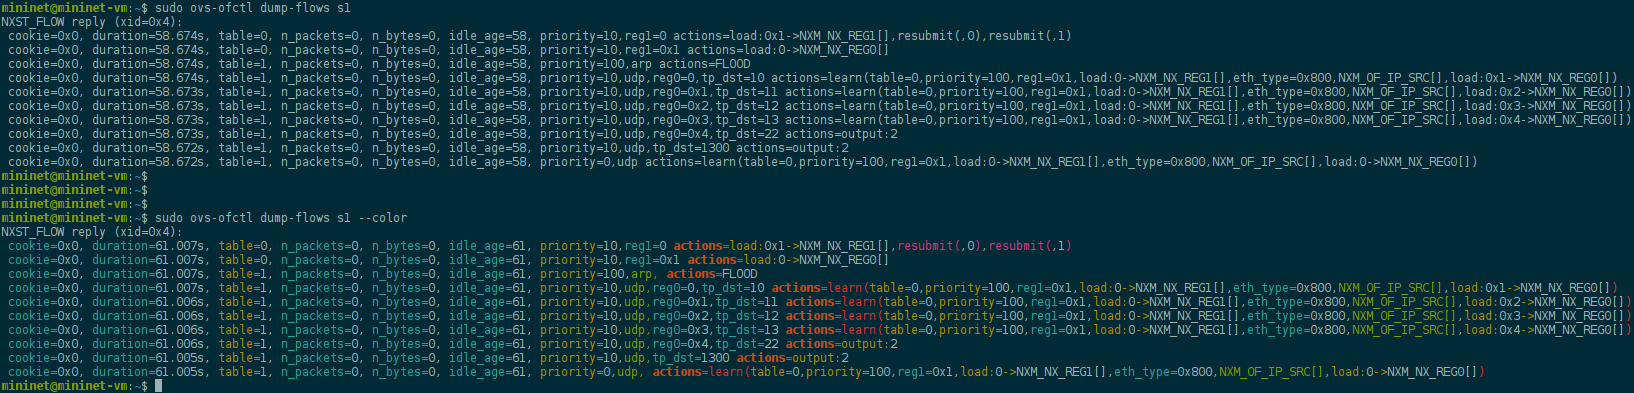 mininet@mininet-vm:~$ sudo ovs-ofctl dump-flows s1
NXST_FLOW reply (xid=0x4):
 cookie=0x0, duration=58.674s, table=0, n_packets=0, n_bytes=0, idle_age=58, priority=10,reg1=0 actions=load:0x1->NXM_NX_REG1[],resubmit(,0),resubmit(,1)
 cookie=0x0, duration=58.674s, table=0, n_packets=0, n_bytes=0, idle_age=58, priority=10,reg1=0x1 actions=load:0->NXM_NX_REG0[]
 cookie=0x0, duration=58.674s, table=1, n_packets=0, n_bytes=0, idle_age=58, priority=100,arp actions=FLOOD
 cookie=0x0, duration=58.674s, table=1, n_packets=0, n_bytes=0, idle_age=58, priority=10,udp,reg0=0,tp_dst=10 actions=learn(table=0,priority=100,reg1=0x1,load:0->NXM_NX_REG1[],eth_type=0x800,NXM_OF_IP_SRC[],load:0x1->NXM_NX_REG0[])
 cookie=0x0, duration=58.673s, table=1, n_packets=0, n_bytes=0, idle_age=58, priority=10,udp,reg0=0x1,tp_dst=11 actions=learn(table=0,priority=100,reg1=0x1,load:0->NXM_NX_REG1[],eth_type=0x800,NXM_OF_IP_SRC[],load:0x2->NXM_NX_REG0[])
 cookie=0x0, duration=58.673s, table=1, n_packets=0, n_bytes=0, idle_age=58, priority=10,udp,reg0=0x2,tp_dst=12 actions=learn(table=0,priority=100,reg1=0x1,load:0->NXM_NX_REG1[],eth_type=0x800,NXM_OF_IP_SRC[],load:0x3->NXM_NX_REG0[])
 cookie=0x0, duration=58.673s, table=1, n_packets=0, n_bytes=0, idle_age=58, priority=10,udp,reg0=0x3,tp_dst=13 actions=learn(table=0,priority=100,reg1=0x1,load:0->NXM_NX_REG1[],eth_type=0x800,NXM_OF_IP_SRC[],load:0x4->NXM_NX_REG0[])
 cookie=0x0, duration=58.673s, table=1, n_packets=0, n_bytes=0, idle_age=58, priority=10,udp,reg0=0x4,tp_dst=22 actions=output:2
 cookie=0x0, duration=58.672s, table=1, n_packets=0, n_bytes=0, idle_age=58, priority=10,udp,tp_dst=1300 actions=output:2
 cookie=0x0, duration=58.672s, table=1, n_packets=0, n_bytes=0, idle_age=58, priority=0,udp actions=learn(table=0,priority=100,reg1=0x1,load:0->NXM_NX_REG1[],eth_type=0x800,NXM_OF_IP_SRC[],load:0->NXM_NX_REG0[])
mininet@mininet-vm:~$
mininet@mininet-vm:~$
mininet@mininet-vm:~$
mininet@mininet-vm:~$ sudo ovs-ofctl dump-flows s1 --color
NXST_FLOW reply (xid=0x4):
 cookie=0x0, duration=61.007s, table=0, n_packets=0, n_bytes=0, idle_age=61, priority=10,reg1=0 actions=load:0x1->NXM_NX_REG1[],resubmit(,0),resubmit(,1)
 cookie=0x0, duration=61.007s, table=0, n_packets=0, n_bytes=0, idle_age=61, priority=10,reg1=0x1 actions=load:0->NXM_NX_REG0[]
 cookie=0x0, duration=61.007s, table=1, n_packets=0, n_bytes=0, idle_age=61, priority=100,arp, actions=FLOOD
 cookie=0x0, duration=61.007s, table=1, n_packets=0, n_bytes=0, idle_age=61, priority=10,udp,reg0=0,tp_dst=10 actions=learn(table=0,priority=100,reg1=0x1,load:0->NXM_NX_REG1[],eth_type=0x800,NXM_OF_IP_SRC[],load:0x1->NXM_NX_REG0[])
 cookie=0x0, duration=61.006s, table=1, n_packets=0, n_bytes=0, idle_age=61, priority=10,udp,reg0=0x1,tp_dst=11 actions=learn(table=0,priority=100,reg1=0x1,load:0->NXM_NX_REG1[],eth_type=0x800,NXM_OF_IP_SRC[],load:0x2->NXM_NX_REG0[])
 cookie=0x0, duration=61.006s, table=1, n_packets=0, n_bytes=0, idle_age=61, priority=10,udp,reg0=0x2,tp_dst=12 actions=learn(table=0,priority=100,reg1=0x1,load:0->NXM_NX_REG1[],eth_type=0x800,NXM_OF_IP_SRC[],load:0x3->NXM_NX_REG0[])
 cookie=0x0, duration=61.006s, table=1, n_packets=0, n_bytes=0, idle_age=61, priority=10,udp,reg0=0x3,tp_dst=13 actions=learn(table=0,priority=100,reg1=0x1,load:0->NXM_NX_REG1[],eth_type=0x800,NXM_OF_IP_SRC[],load:0x4->NXM_NX_REG0[])
 cookie=0x0, duration=61.006s, table=1, n_packets=0, n_bytes=0, idle_age=61, priority=10,udp,reg0=0x4,tp_dst=22 actions=output:2
 cookie=0x0, duration=61.005s, table=1, n_packets=0, n_bytes=0, idle_age=61, priority=10,udp,tp_dst=1300 actions=output:2
 cookie=0x0, duration=61.005s, table=1, n_packets=0, n_bytes=0, idle_age=61, priority=0,udp, actions=learn(table=0,priority=100,reg1=0x1,load:0->NXM_NX_REG1[],eth_type=0x800,NXM_OF_IP_SRC[],load:0->NXM_NX_REG0[])
mininet@mininet-vm:~$